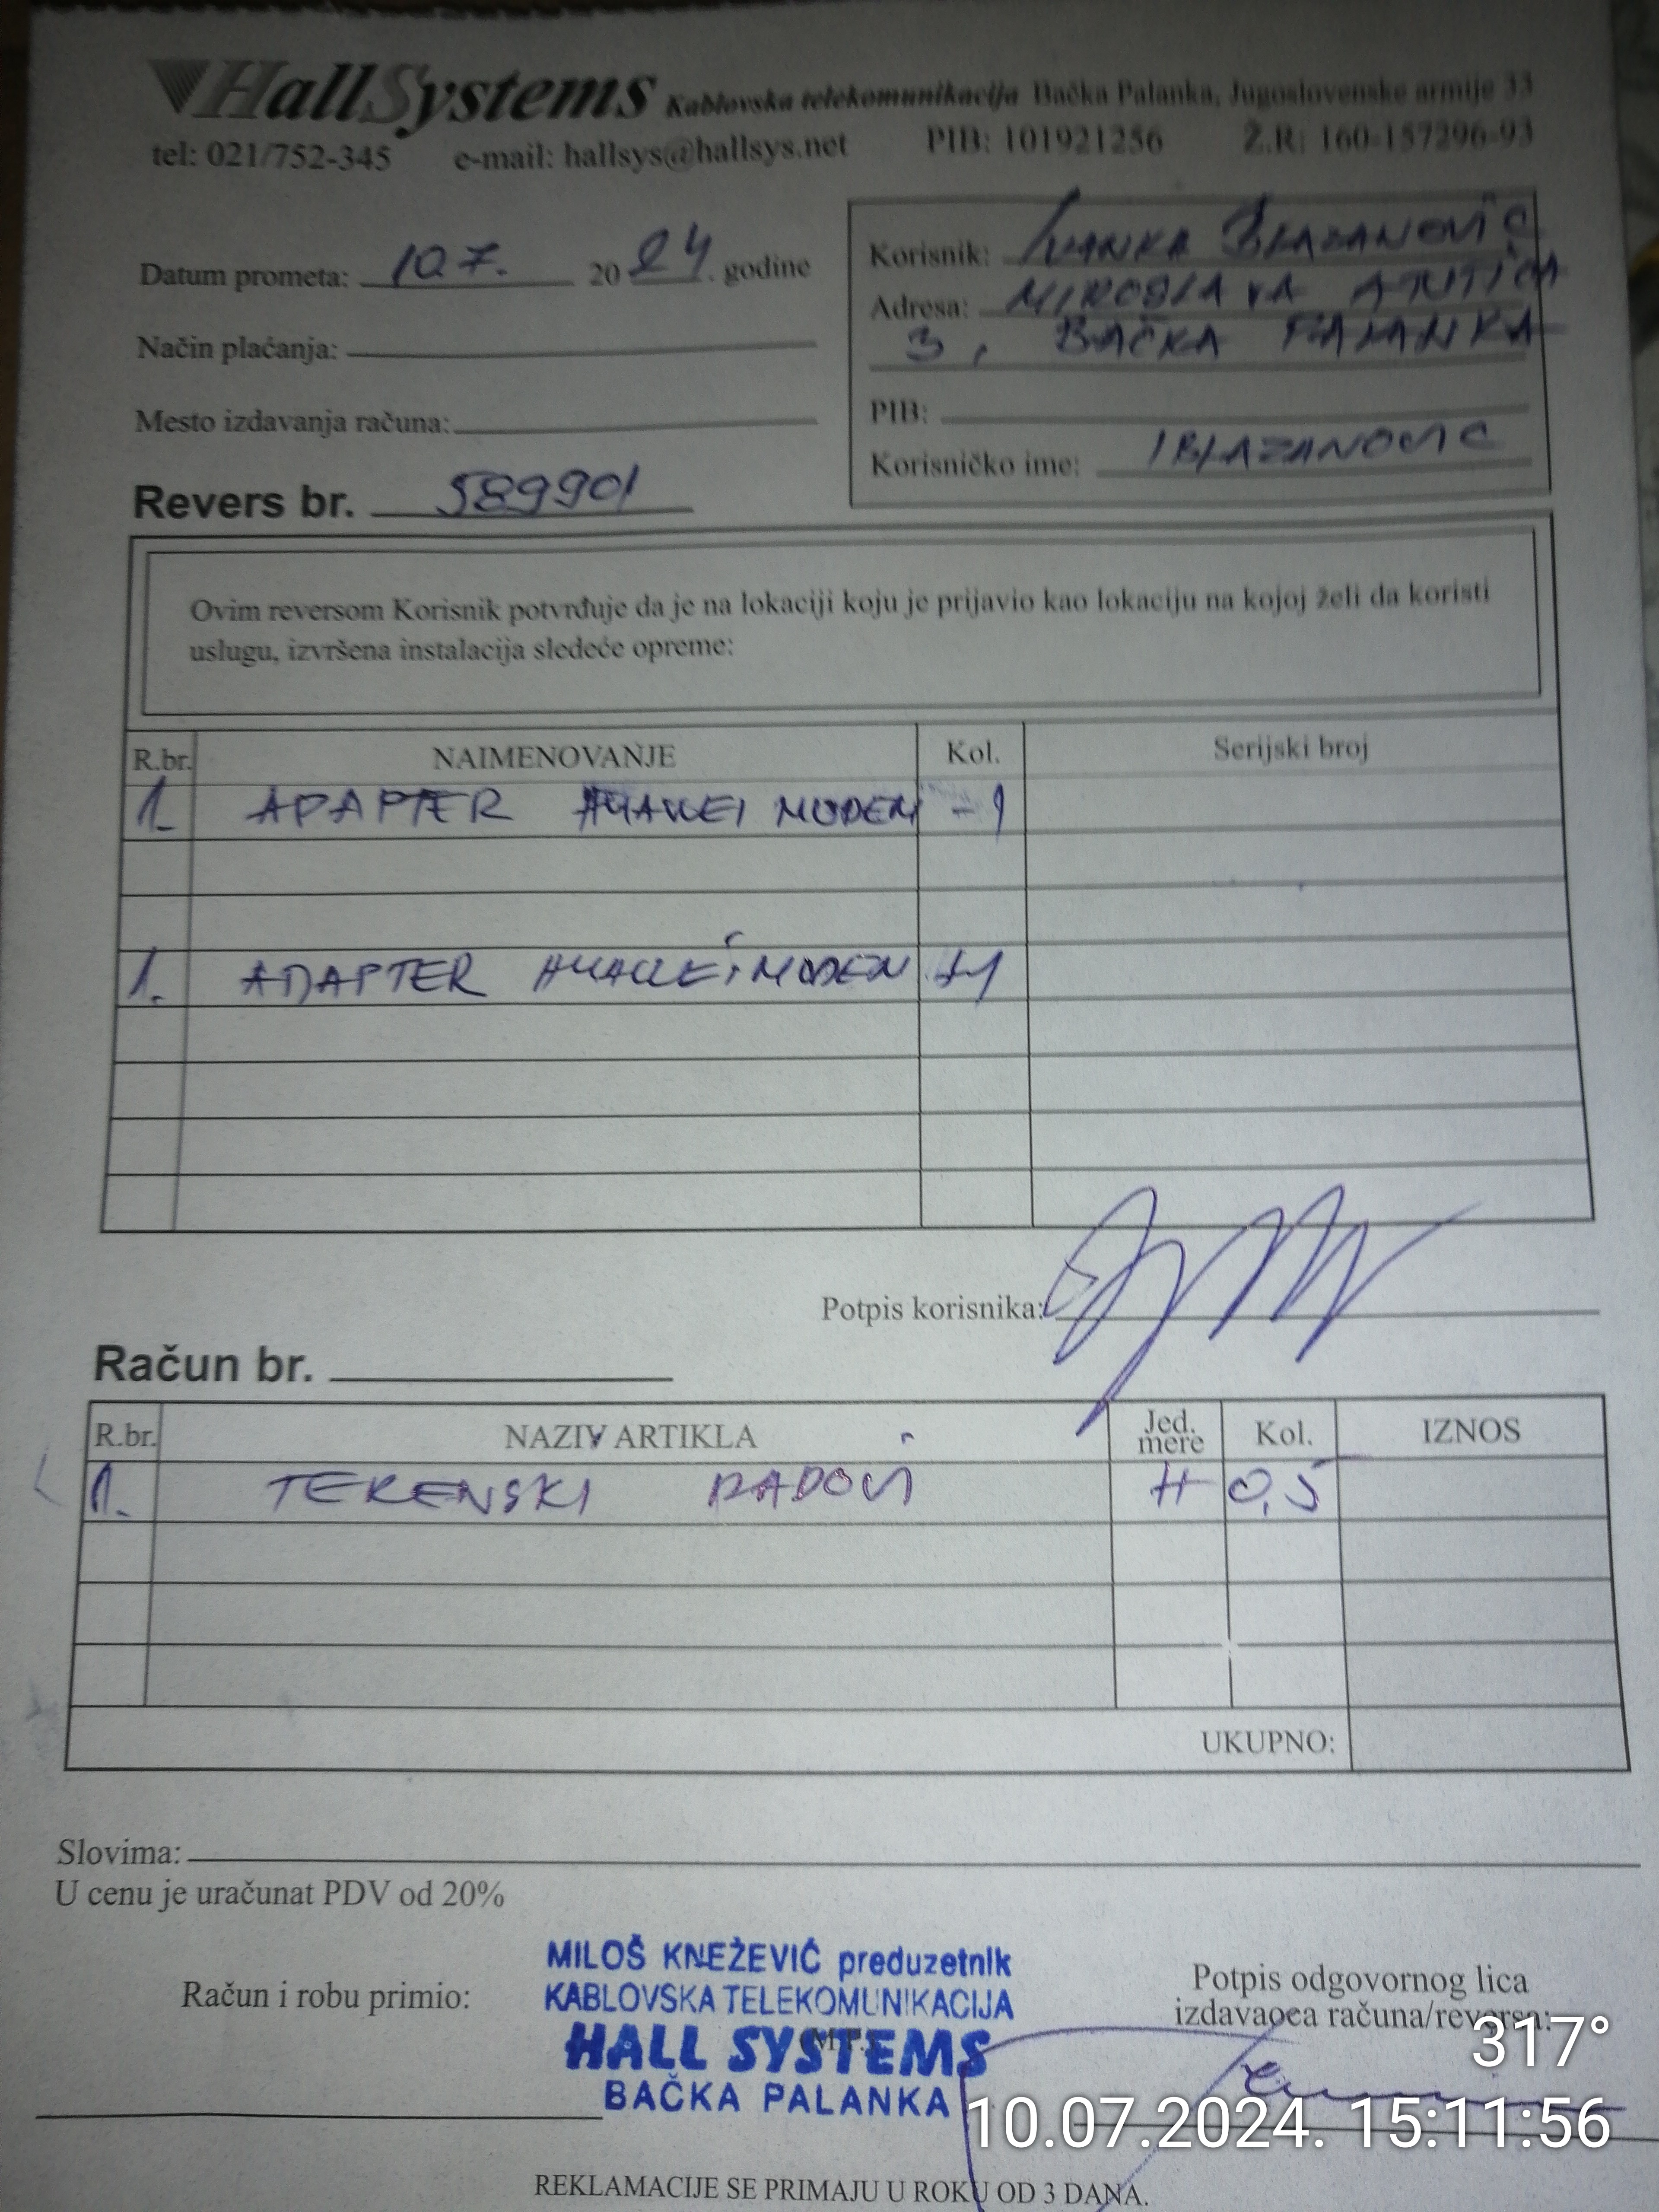 HallSystems Kablovska telekomunikacija Bačka Palanka, Jugoslovenske armije 33
tel: 021/752-345 e-mail: hallsys@hallsys.net PIB: 101921256 Ž.R: 160-157296-93
Datum prometa: 10.7. 2024. godine
Korisnik: IVANKA BLAZANOVIC
Adresa: MIROSLAVA ANTIĆA
3, BAČKA PALANKA
Način plaćanja:
PIB:
Mesto izdavanja računa:
Korisničko ime: IBLAZANOVIC
Revers br. 589901
Ovim reversom Korisnik potvrđuje da je na lokaciji koju je prijavio kao lokaciju na kojoj želi da koristi
uslugu, izvršena instalacija sledeće opreme:
R.br. NAIMENOVANJE Kol. Serijski broj
1. ADAPTER HUAWEI MODEM -1
1. ADAPTER HUAWEI MODEM +1
Potpis korisnika:
Račun br.
R.br. NAZIV ARTIKLA Jed. mere Kol. IZNOS
1. TERENSKI RADOVI H 0,5
UKUPNO:
Slovima:
U cenu je uračunat PDV od 20%
MILOŠ KNEŽEVIĆ preduzetnik
KABLOVSKA TELEKOMUNIKACIJA
HALL SYSTEMS
BAČKA PALANKA
Račun i robu primio:
(M.P.)
Potpis odgovornog lica
izdavaoca računa/reversa:
317°
10.07.2024. 15:11:56
REKLAMACIJE SE PRIMAJU U ROKU OD 3 DANA.